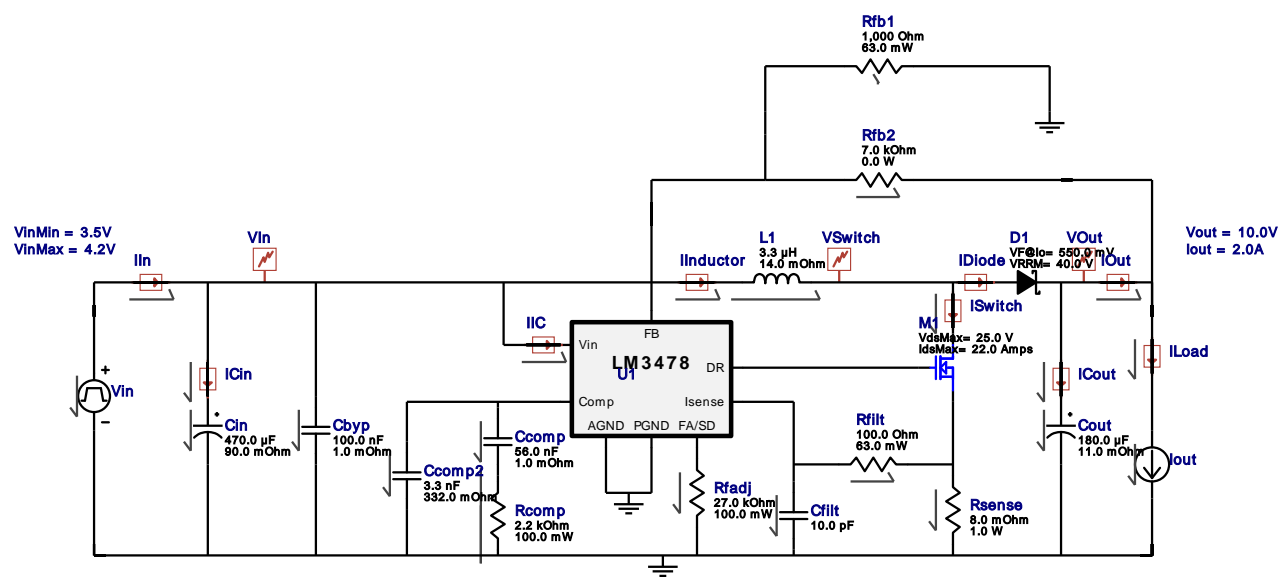 Rfb1
1,000 Ohm
63.0 mW
Rfb2
7.0 kOhm
0.0 W
VinMin = 3.5V
VinMax = 4.2V
IIn
VIn
IInductor
L1
3.3 µH
14.0 mOhm
VSwitch
IDiode
D1
VF@Io= 550.0 mV
VRRM= 40.0 V
VOut
IOut
Vout = 10.0V
Iout = 2.0A
ISwitch
IIC
M1
VdsMax= 25.0 V
IdsMax= 22.0 Amps
FB
Vin
LM3478
U1
DR
Comp
Isense
AGND
PGND
FA/SD
ILoad
+
Vin
−
ICin
Cin
470.0 µF
90.0 mOhm
Cbyp
100.0 nF
1.0 mOhm
Ccomp2
3.3 nF
332.0 mOhm
Ccomp
56.0 nF
1.0 mOhm
Rcomp
2.2 kOhm
100.0 mW
Rfadj
27.0 kOhm
100.0 mW
Rfilt
100.0 Ohm
63.0 mW
Cfilt
10.0 pF
Rsense
8.0 mOhm
1.0 W
ICout
Cout
180.0 µF
11.0 mOhm
Iout